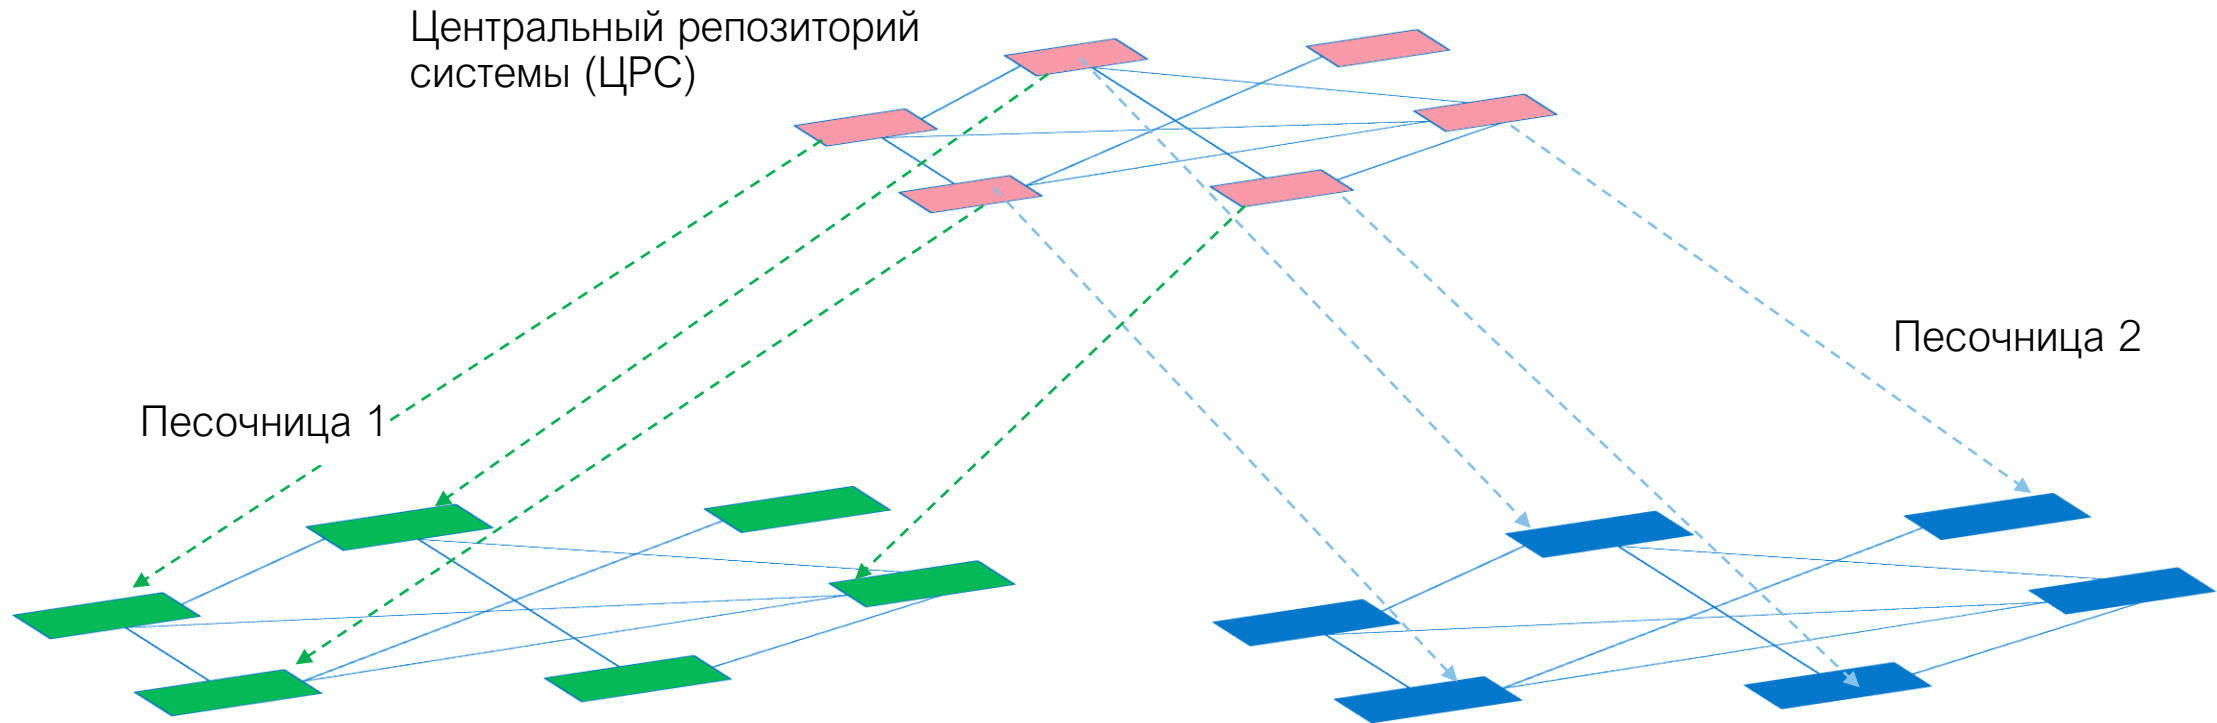 Центральный репозиторий
системы (ЦРС)
Песочница 2
Песочница 1